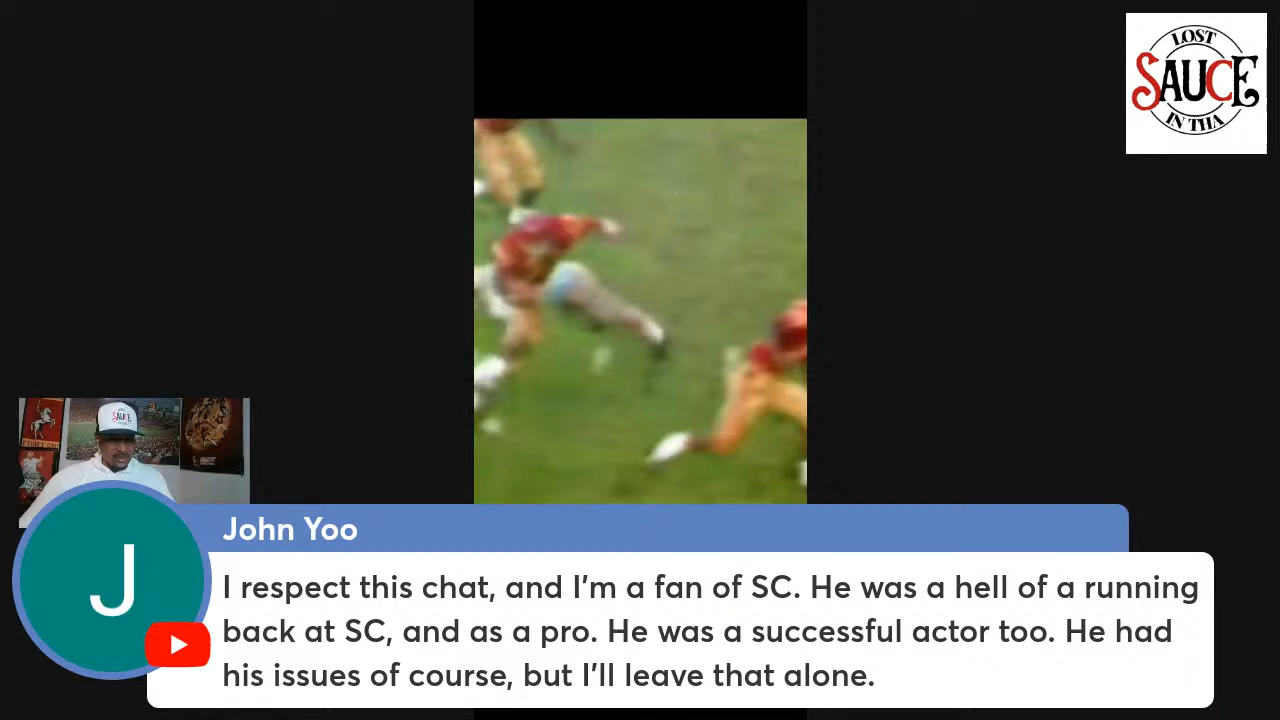 LOST
SAUCE
IN THA
SAUCE
John Yoo
J
I respect this chat, and I'm a fan of SC. He was a hell of a running
back at SC, and as a pro. He was a successful actor too. He had
his issues of course, but I'll leave that alone.